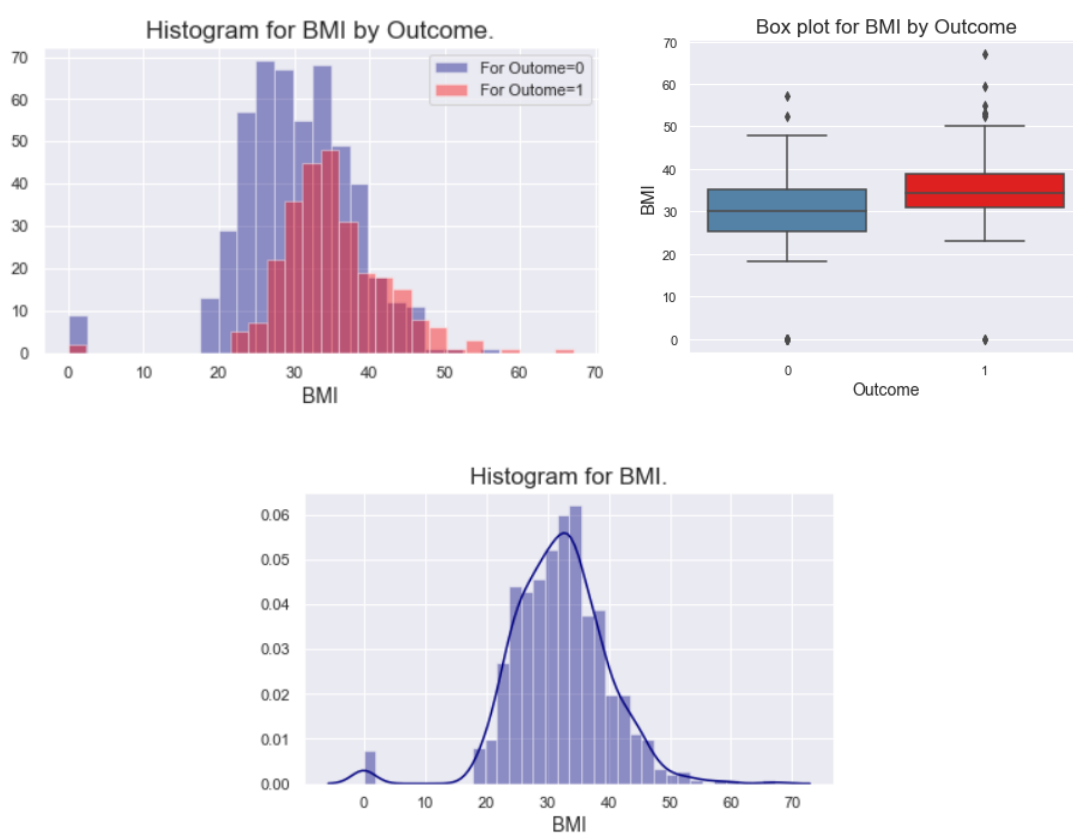 Histogram for BMI by Outcome.
For Outome=0
For Outome=1
70
60
50
40
30
20
10
0
0 10 20 30 40 50 60 70
BMI
Box plot for BMI by Outcome
70
60
50
40
30
20
10
0
BMI
0 1
Outcome
Histogram for BMI.
0.06
0.05
0.04
0.03
0.02
0.01
0.00
0 10 20 30 40 50 60 70
BMI